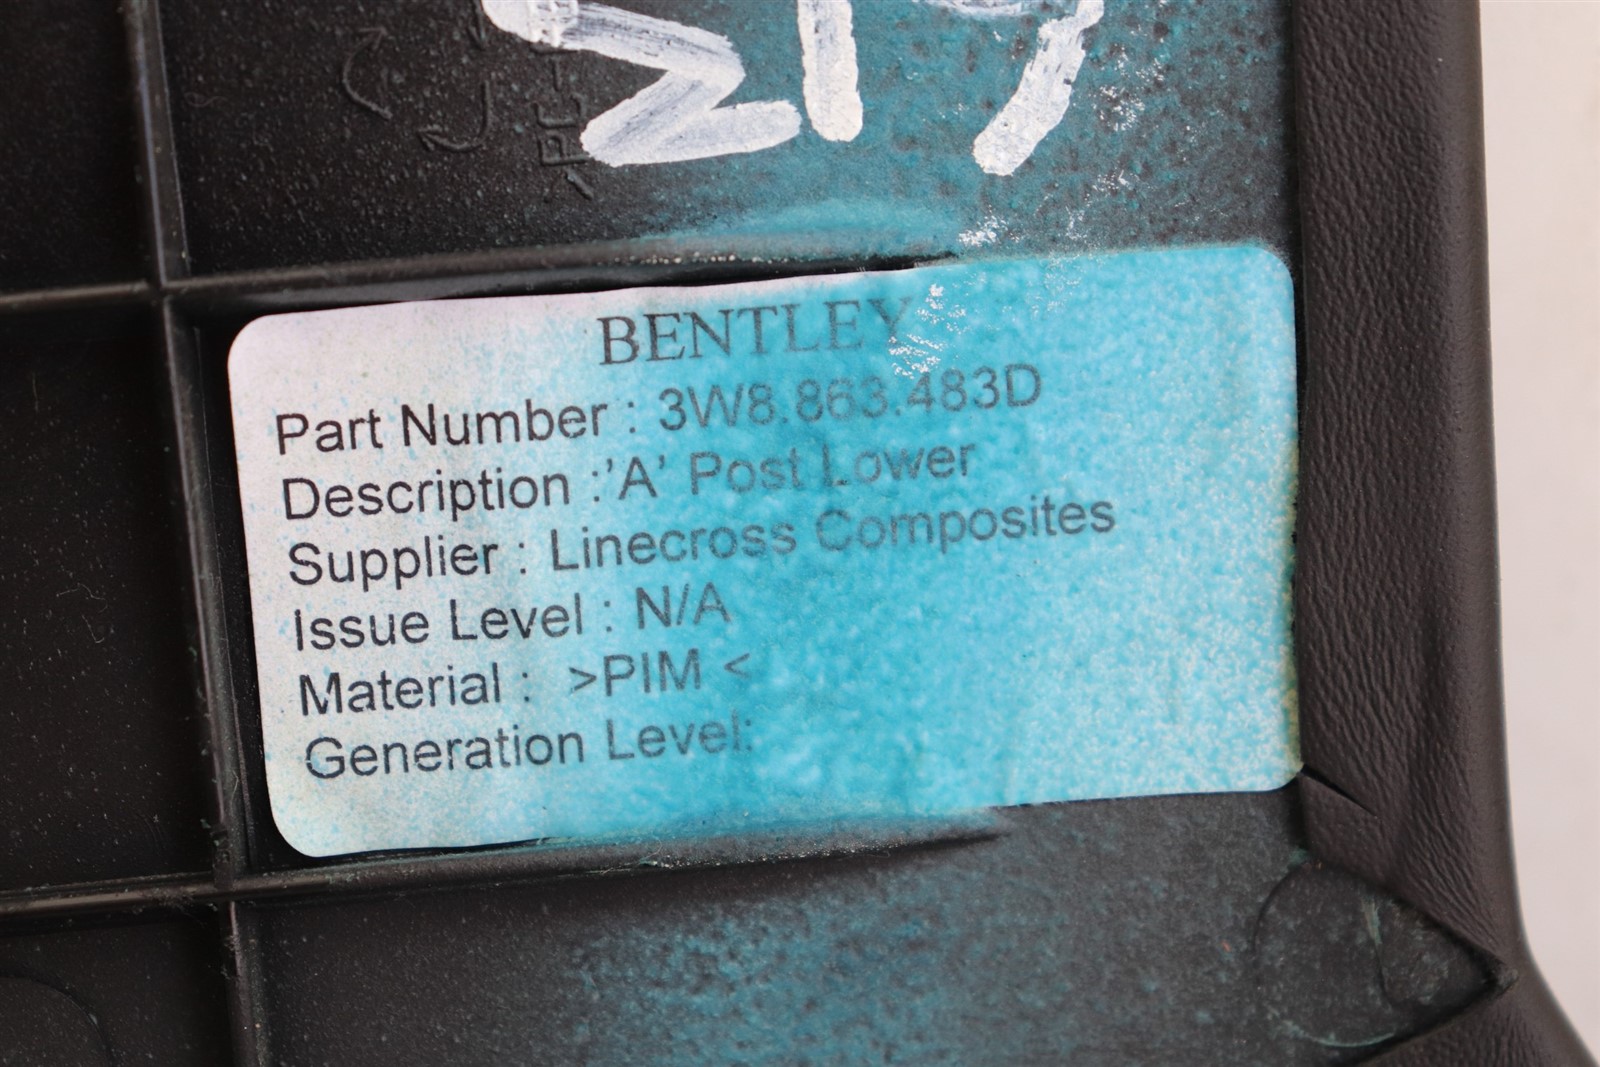 BENTLEY
Part Number : 3W8.863.483D
Description :'A' Post Lower
Supplier : Linecross Composites
Issue Level : N/A
Material : >PIM <
Generation Level: